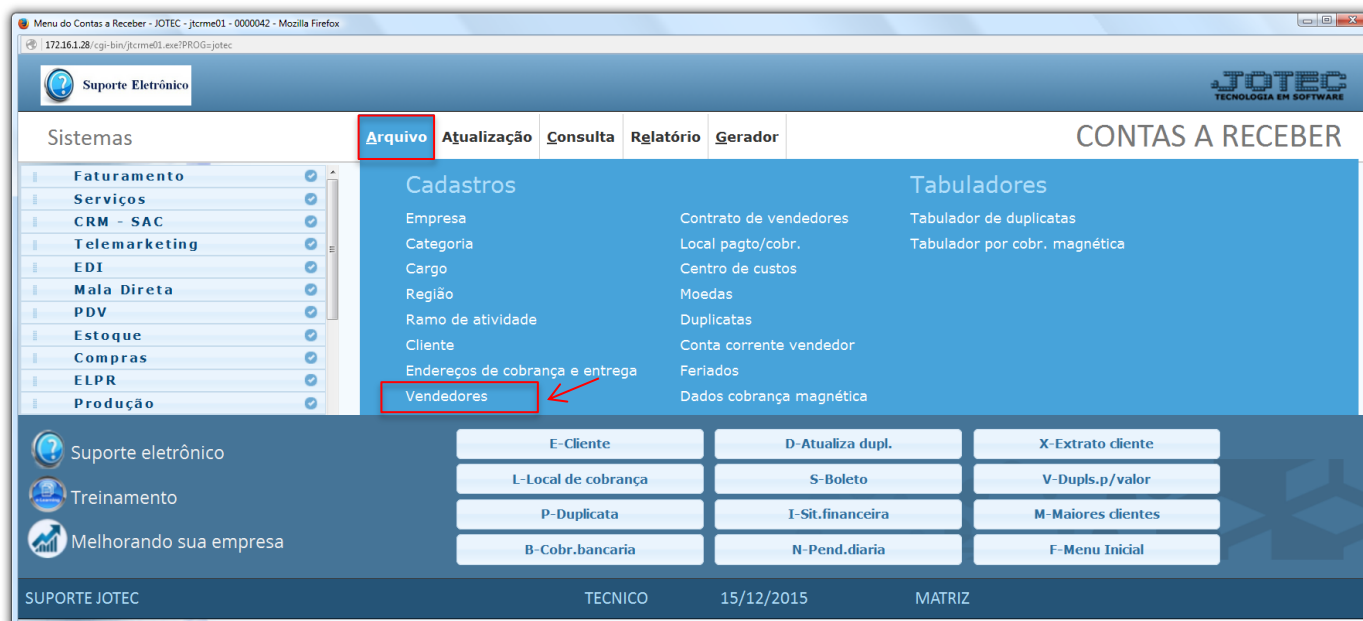 Menu do Contas a Receber - JOTEC - jtcrme01 - 0000042 - Mozilla Firefox
172.16.1.28/cgi-bin/jtcrme01.exe?PROG=jotec
Suporte Eletrônico
JOTEC
TECNOLOGIA EM SOFTWARE
Sistemas
Arquivo Atualização Consulta Relatório Gerador
CONTAS A RECEBER
Faturamento
Serviços
CRM - SAC
Telemarketing
EDI
Mala Direta
PDV
Estoque
Compras
ELPR
Produção
Cadastros
Empresa
Categoria
Cargo
Região
Ramo de atividade
Cliente
Endereços de cobrança e entrega
Vendedores
Contrato de vendedores
Local pagto/cobr.
Centro de custos
Moedas
Duplicatas
Conta corrente vendedor
Feriados
Dados cobrança magnética
Tabuladores
Tabulador de duplicatas
Tabulador por cobr. magnética
Suporte eletrônico
Treinamento
Melhorando sua empresa
E-Cliente D-Atualiza dupl. X-Extrato cliente
L-Local de cobrança S-Boleto V-Dupls.p/valor
P-Duplicata I-Sit.financeira M-Maiores clientes
B-Cobr.bancaria N-Pend.diaria F-Menu Inicial
SUPORTE JOTEC TECNICO 15/12/2015 MATRIZ